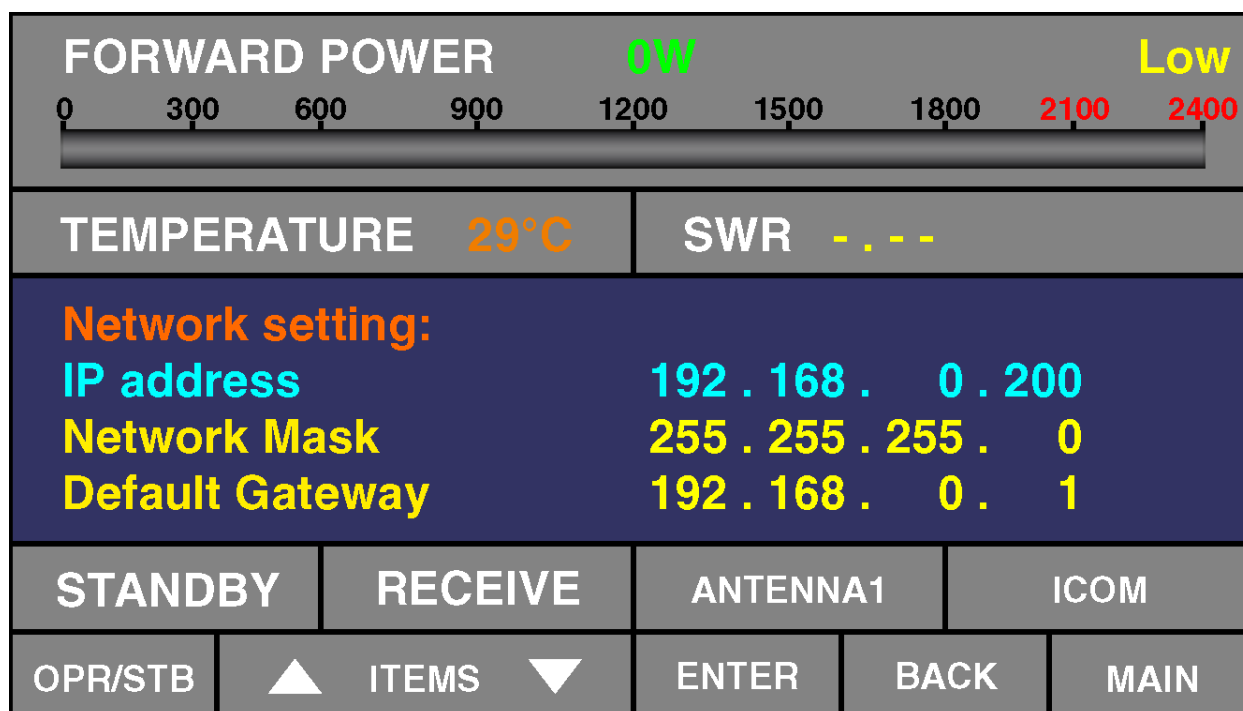 FORWARD POWER 0W Low
0 300 600 900 1200 1500 1800 2100 2400
TEMPERATURE 29°C SWR -.--
Network setting:
IP address 192 . 168 . 0 . 200
Network Mask 255 . 255 . 255 . 0
Default Gateway 192 . 168 . 0 . 1
STANDBY RECEIVE ANTENNA1 ICOM
OPR/STB ▲ ITEMS ▼ ENTER BACK MAIN